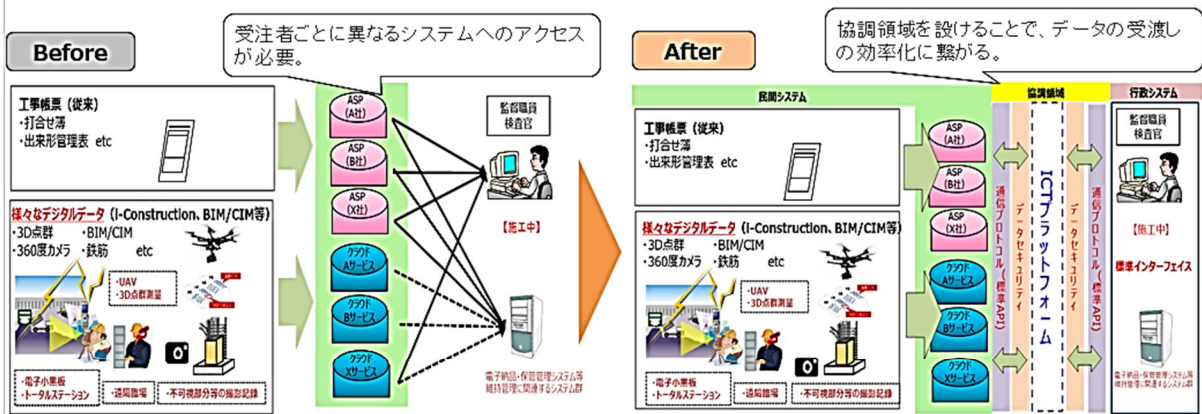 Before
受注者ごとに異なるシステムへのアクセス
が必要。
工事帳票（従来）
・打合せ簿
・出来形管理表 etc
様々なデジタルデータ（I-Construction、BIM/CIM等）
・3D点群 ・BIM/CIM
・360度カメラ ・鉄筋 etc
・UAV
・3D点群測量
・電子小黒板
・トータルステーション
・遠隔臨場
・不可視部分等の撮影記録
ASP
(A社)
ASP
(B社)
ASP
(X社)
クラウド
Aサービス
クラウド
Bサービス
クラウド
Xサービス
監督職員
検査官
【施工中】
電子納品・保管管理システム等
維持管理に関連するシステム群
After
協調領域を設けることで、データの受渡し
の効率化に繋がる。
民間システム
協調領域
行政システム
工事帳票（従来）
・打合せ簿
・出来形管理表 etc
様々なデジタルデータ（I-Construction、BIM/CIM等）
・3D点群 ・BIM/CIM
・360度カメラ ・鉄筋 etc
・UAV
・3D点群測量
・電子小黒板
・トータルステーション
・遠隔臨場
・不可視部分等の撮影記録
ASP
(A社)
ASP
(B社)
ASP
(X社)
クラウド
Aサービス
クラウド
Bサービス
クラウド
Xサービス
通信プロトコル（標準API）
データセキュリティ
ICTプラットフォーム
データセキュリティ
通信プロトコル（標準API）
監督職員
検査官
【施工中】
標準インターフェイス
電子納品・保管管理システム等
維持管理に関連するシステム群